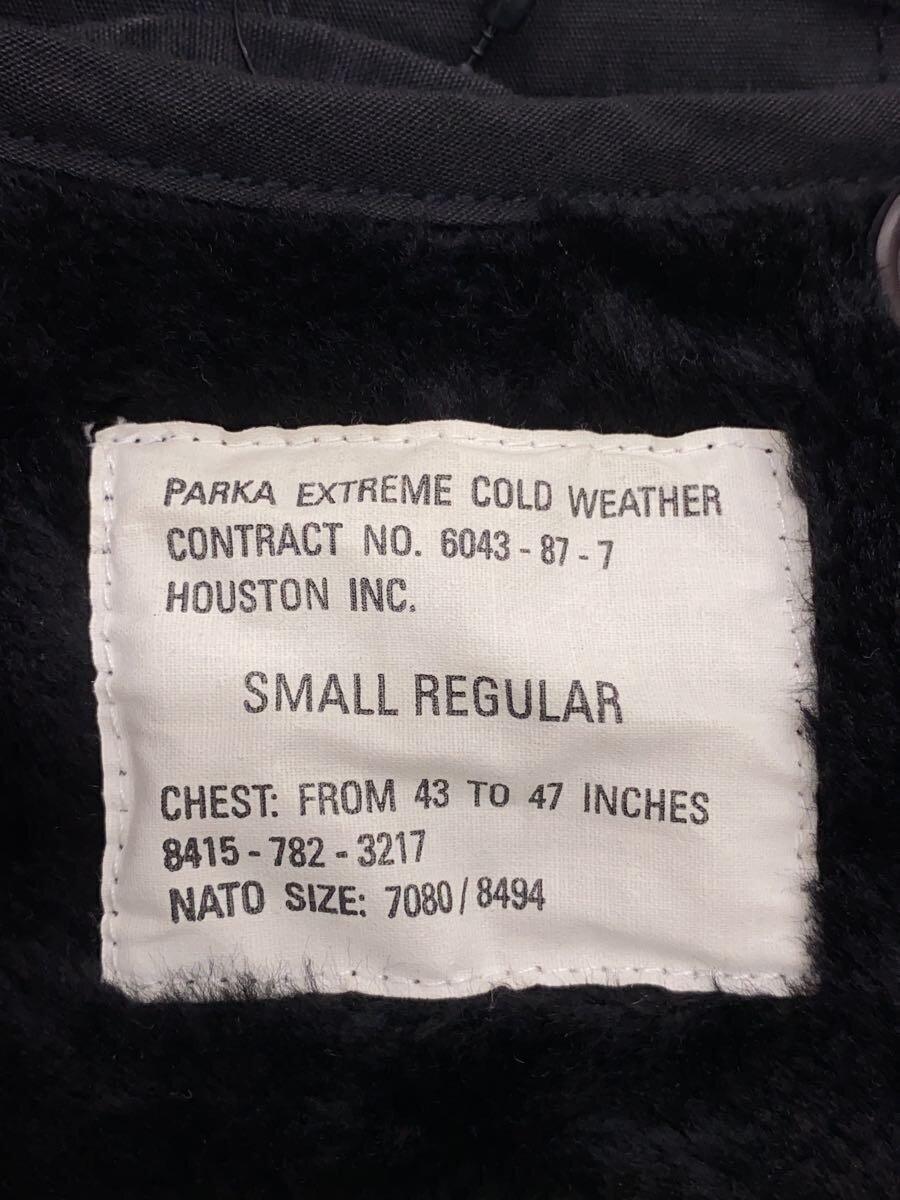 PARKA EXTREME COLD WEATHER
CONTRACT NO. 6043-87-7
HOUSTON INC.
SMALL REGULAR
CHEST: FROM 43 TO 47 INCHES
8415-782-3217
NATO SIZE: 7080/8494